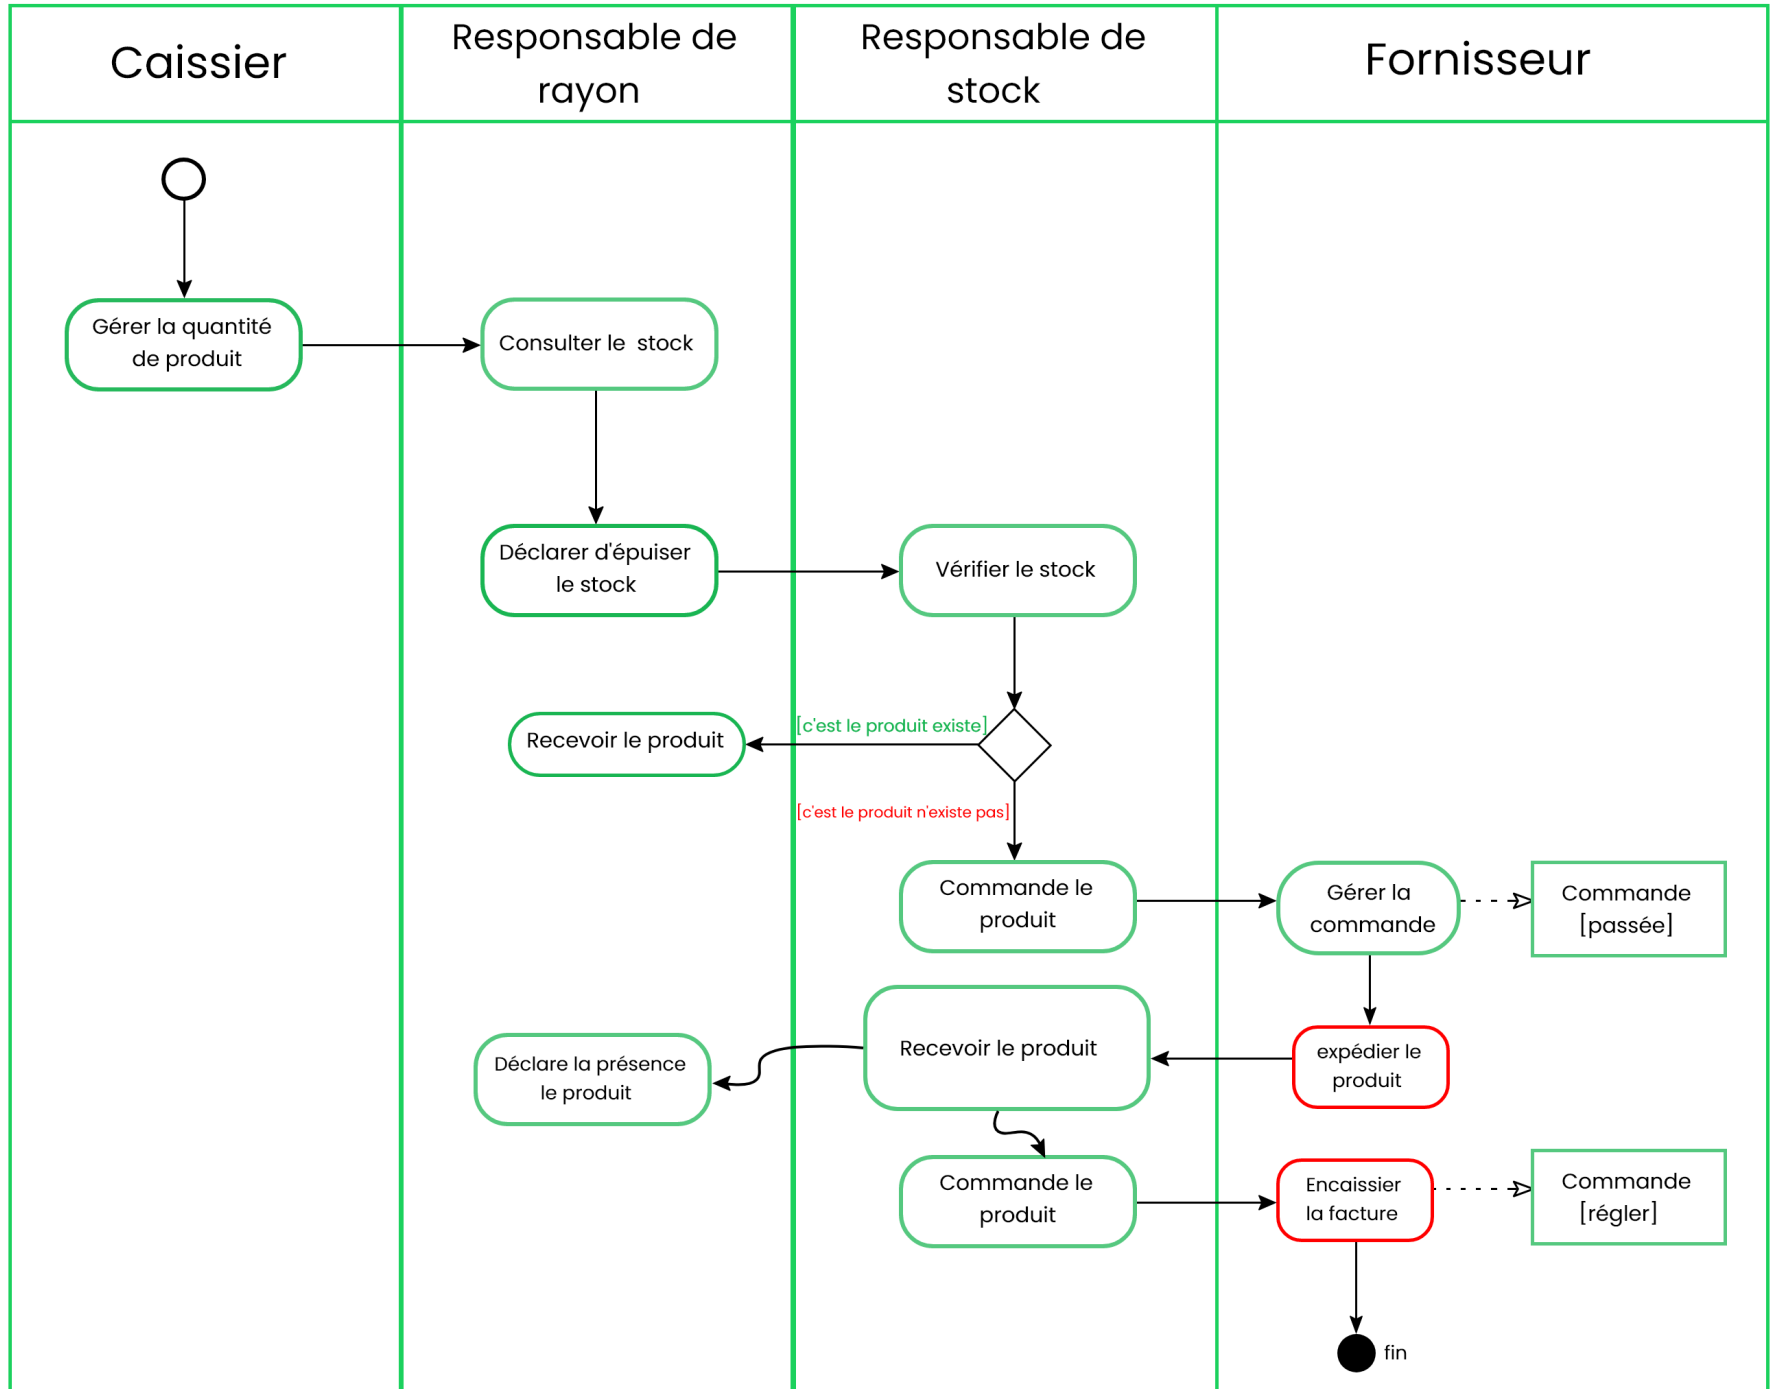 Caissier
Responsable de
rayon
Responsable de
stock
Fornisseur
Gérer la quantité
de produit
Consulter le stock
Déclarer d'épuiser
le stock
Vérifier le stock
[c'est le produit existe]
Recevoir le produit
[c'est le produit n'existe pas]
Commande le
produit
Gérer la
commande
Commande
[passée]
Recevoir le produit
expédier le
produit
Déclare la présence
le produit
Commande le
produit
Encaissier
la facture
Commande
[régler]
fin